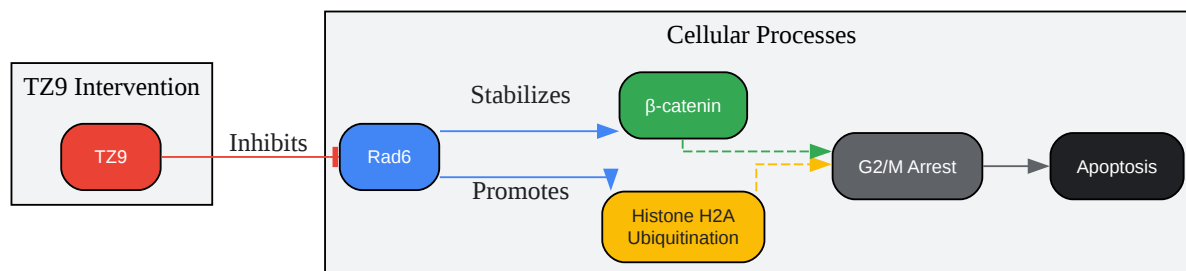 Cellular Processes
TZ9 Intervention
TZ9
Inhibits
Rad6
Stabilizes
Promotes
β-catenin
Histone H2A
Ubiquitination
G2/M Arrest
Apoptosis